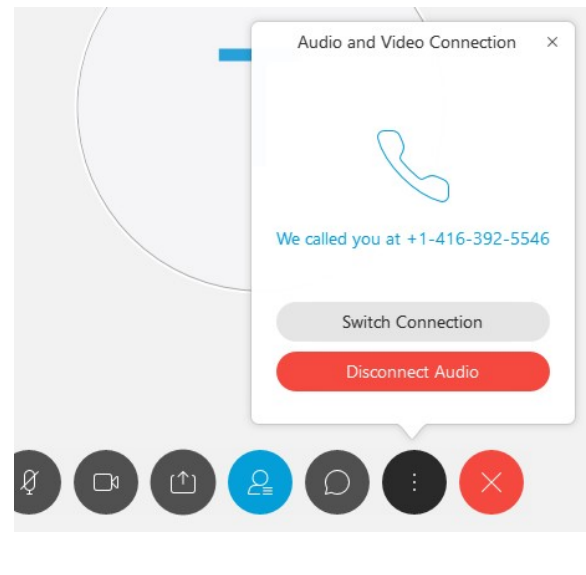 Audio and Video Connection
We called you at +1-416-392-5546
Switch Connection
Disconnect Audio